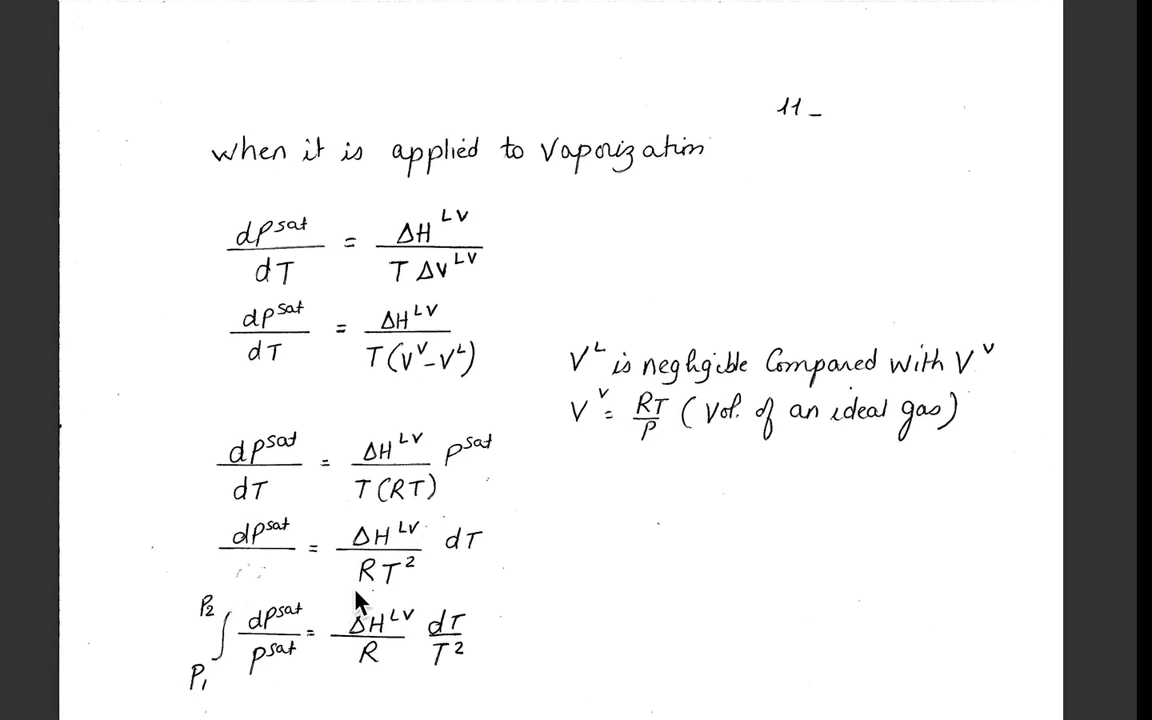 11-
When it is applied to Vaporization
dP^sat/dT = ΔH^LV/(T ΔV^LV)
dP^sat/dT = ΔH^LV/(T(V^V-V^L))
V^L is negligible Compared with V^V
V^V = RT/P (Vol. of an ideal gas)
dP^sat/dT = ΔH^LV/(T(RT)) P^sat
dP^sat/ = ΔH^LV/(RT^2) dT
∫_P1^P2 dP^sat/P^sat = ΔH^LV/R dT/T^2